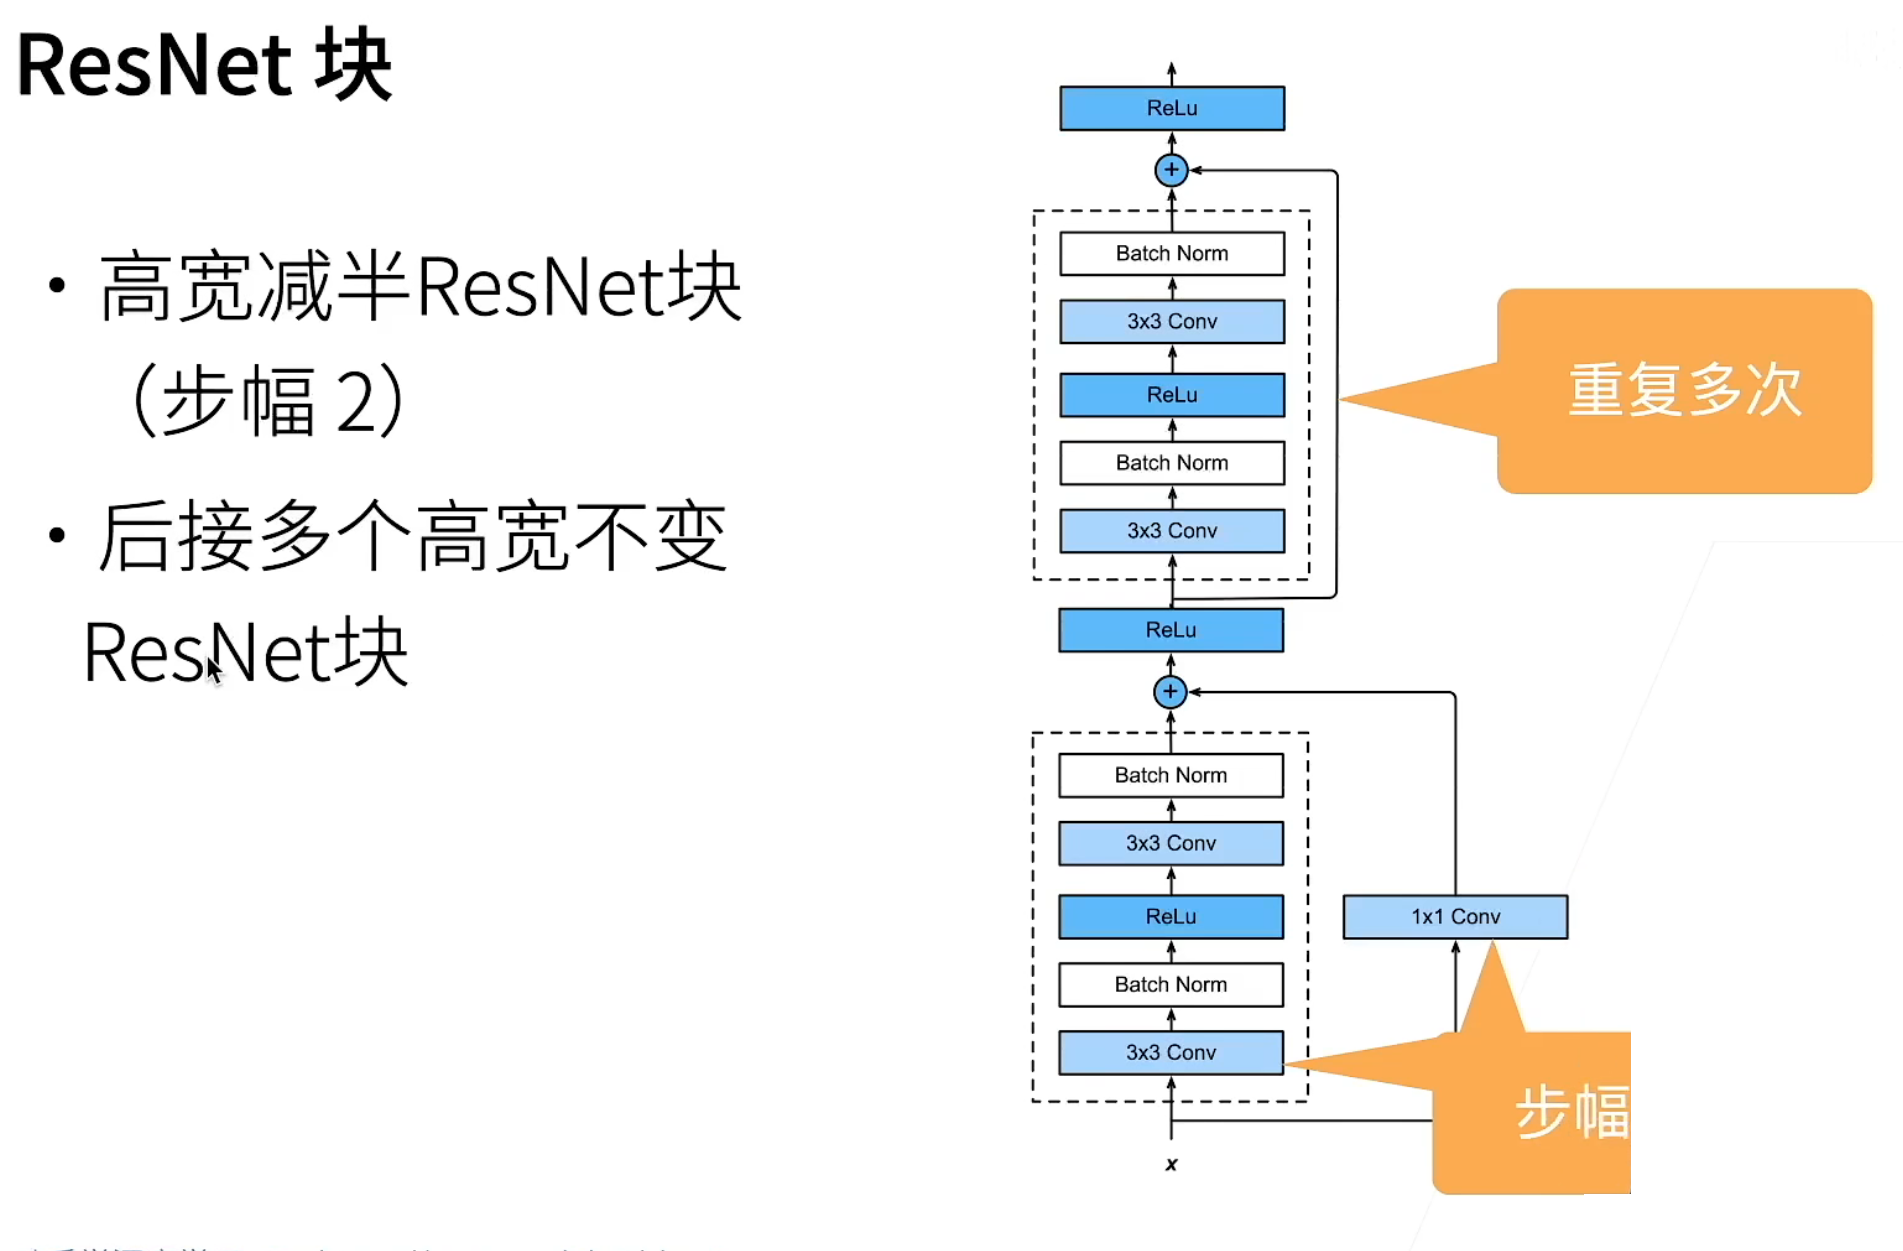 ResNet 块
• 高宽减半ResNet块
（步幅 2）
• 后接多个高宽不变
ResNet块
ReLu
+
Batch Norm
3x3 Conv
ReLu
Batch Norm
3x3 Conv
重复多次
ReLu
+
Batch Norm
3x3 Conv
ReLu
1x1 Conv
Batch Norm
3x3 Conv
步幅
x